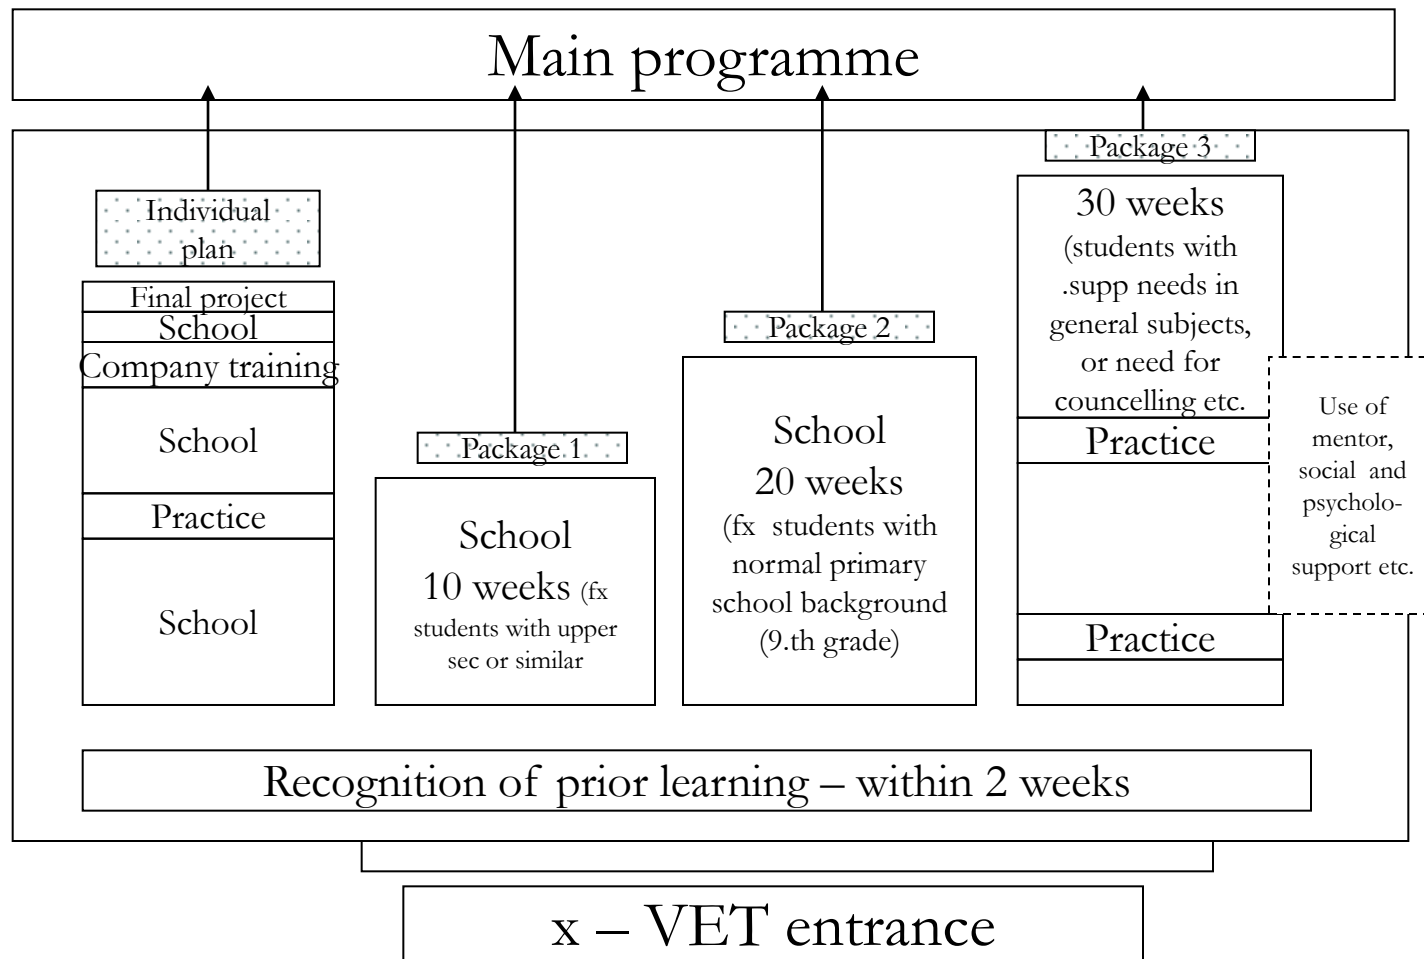 Main programme
Individual
plan
Final project
School
Company training
School
Practice
School
Package 1
School
10 weeks (fx
students with upper
sec or similar
Package 2
School
20 weeks
(fx  students with
normal primary
school background
(9.th grade)
Package 3
30 weeks
(students with
.supp needs in
general subjects,
or need for
councelling etc.
Practice
Practice
Use of
mentor,
social  and
psycholo-
gical
support etc.
Recognition of prior learning – within 2 weeks
x – VET entrance